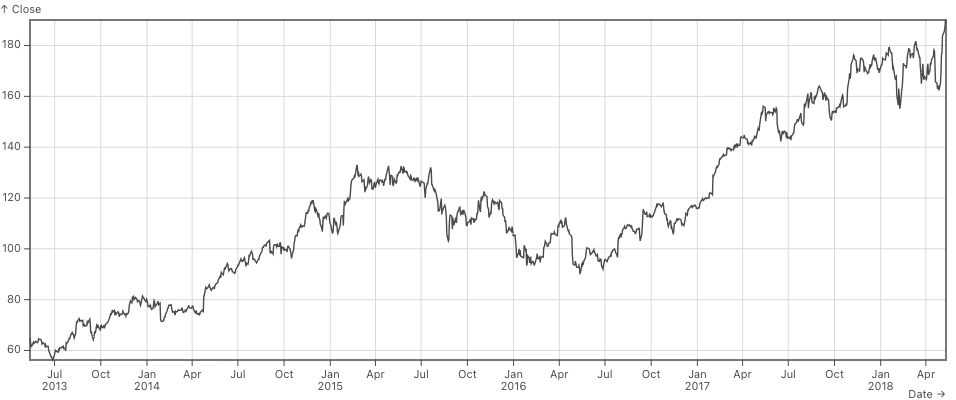 ↑ Close
180
160
140
120
100
80
60
Jul Oct Jan Apr Jul Oct Jan Apr Jul Oct Jan Apr Jul Oct Jan Apr Jul Oct Jan Apr
2013 2014 2015 2016 2017 2018
Date →